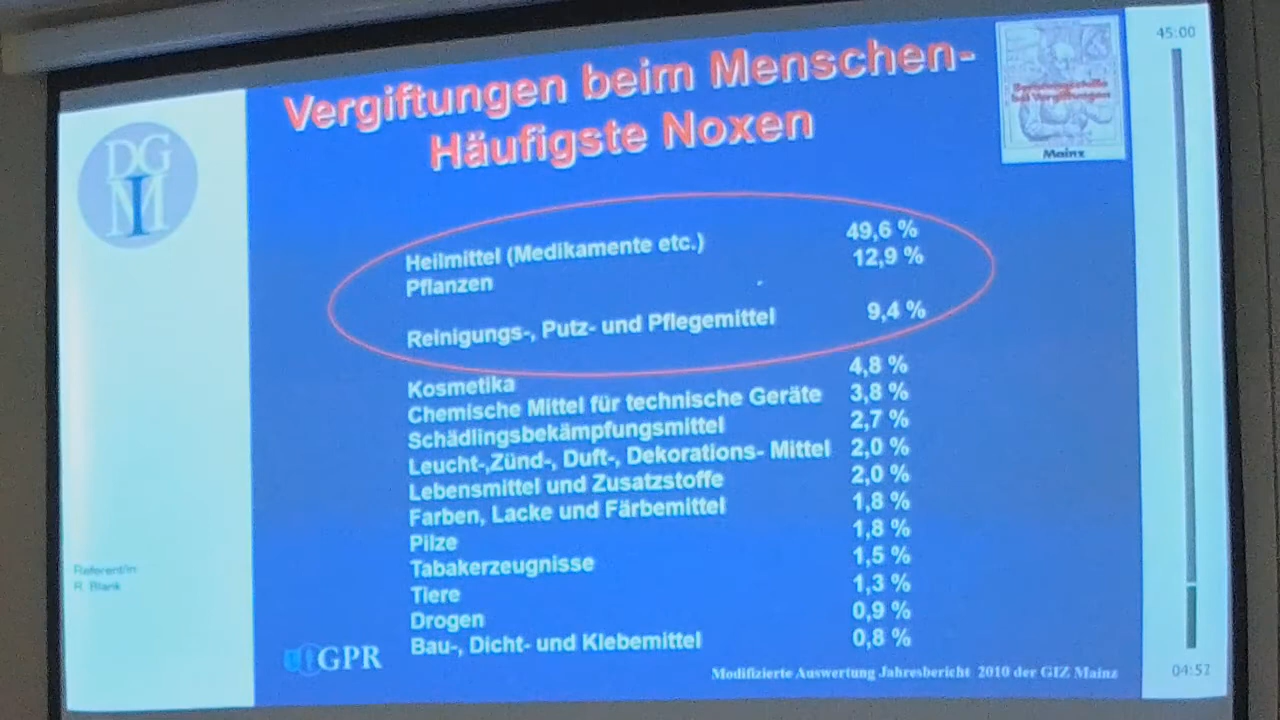 45:00
Vergiftungen beim Menschen-
Häufigste Noxen
DGIM
Mainz
Heilmittel (Medikamente etc.) 49,6 %
Pflanzen 12,9 %
Reinigungs-, Putz- und Pflegemittel 9,4 %
Kosmetika 4,8 %
Chemische Mittel für technische Geräte 3,8 %
Schädlingsbekämpfungsmittel 2,7 %
Leucht-,Zünd-, Duft-, Dekorations- Mittel 2,0 %
Lebensmittel und Zusatzstoffe 2,0 %
Farben, Lacke und Färbemittel 1,8 %
Pilze 1,8 %
Tabakerzeugnisse 1,5 %
Tiere 1,3 %
Drogen 0,9 %
Bau-, Dicht- und Klebemittel 0,8 %
Referent/in
R. Blank
GPR
Modifizierte Auswertung Jahresbericht 2010 der GIZ Mainz
04:52